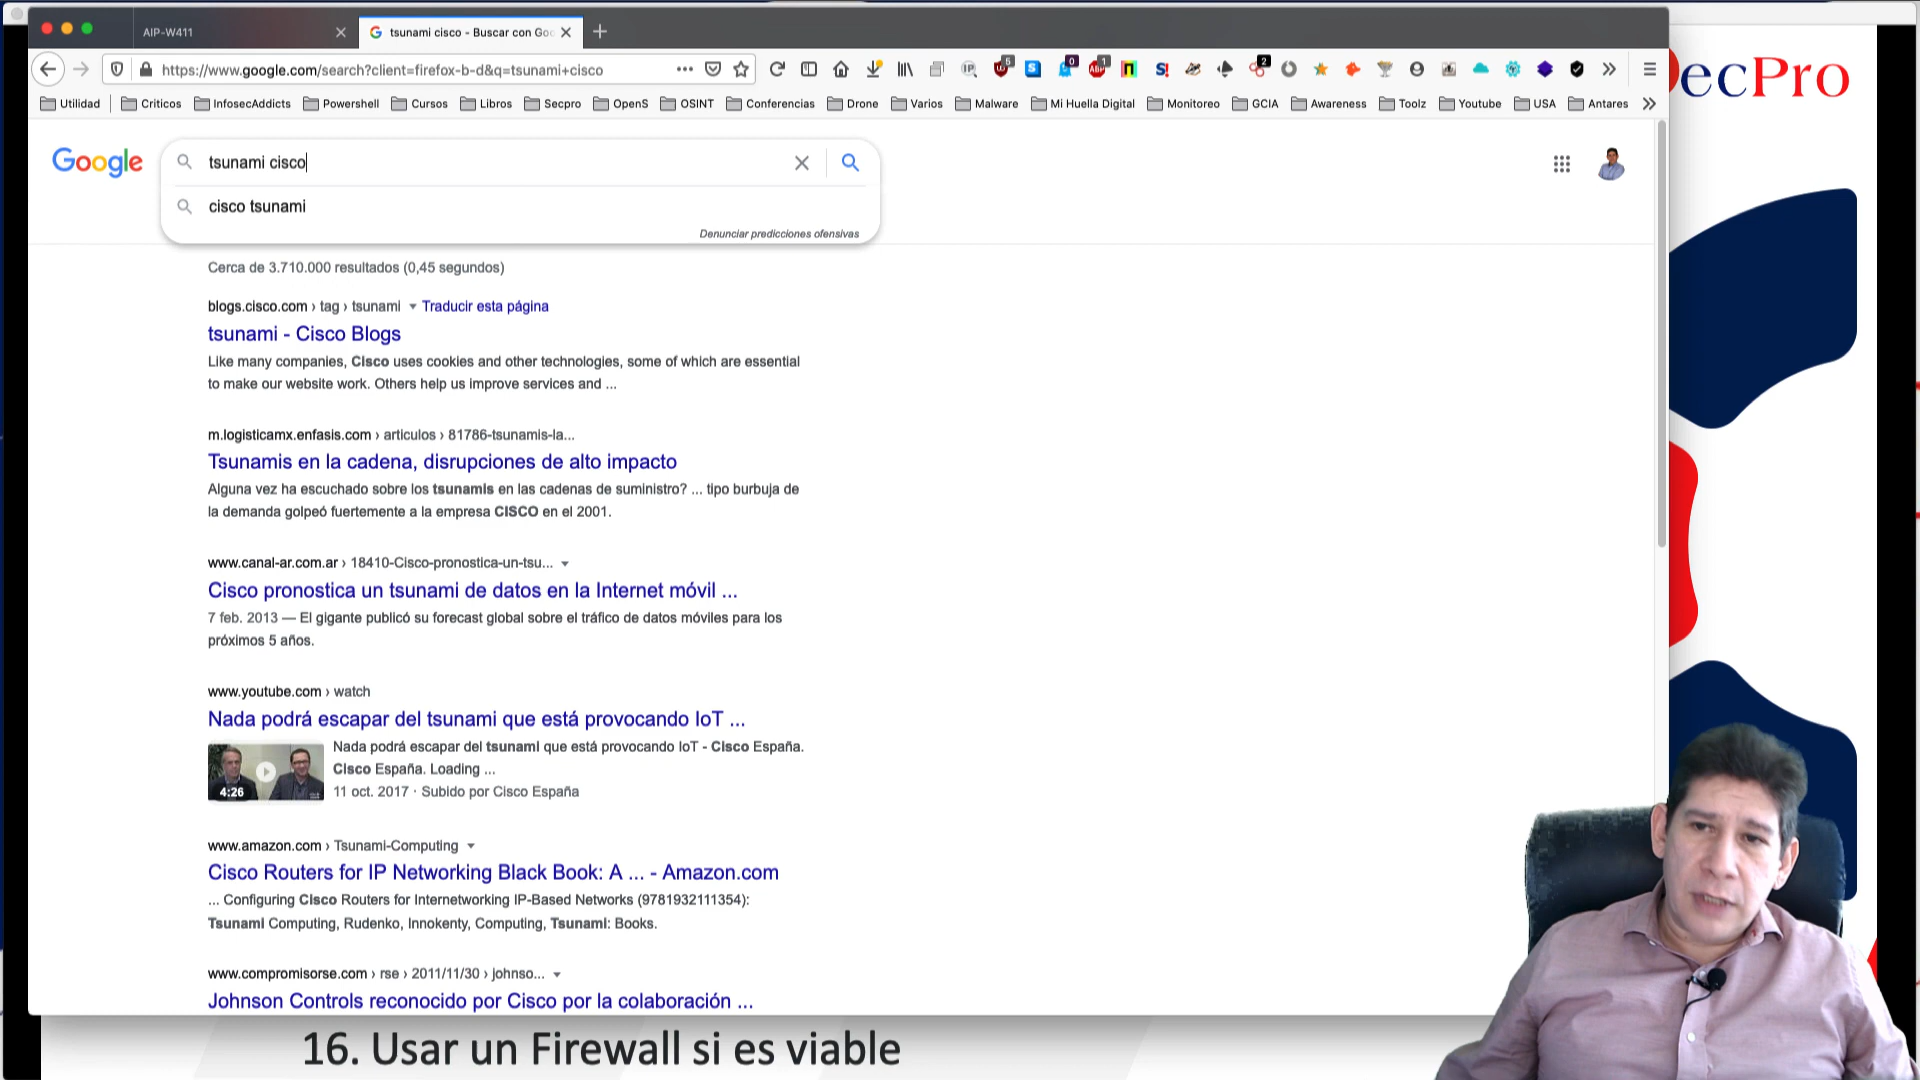 AIP-W411
tsunami cisco - Buscar con Goo
https://www.google.com/search?client=firefox-b-d&q=tsunami+cisco
Utilidad
Criticos
InfosecAddicts
Powershell
Cursos
Libros
Secpro
OpenS
OSINT
Conferencias
Drone
Varios
Malware
Mi Huella Digital
Monitoreo
GCIA
Awareness
Toolz
Youtube
USA
Antares
ecPro
Google
tsunami cisco
cisco tsunami
Denunciar predicciones ofensivas
Cerca de 3.710.000 resultados (0,45 segundos)
blogs.cisco.com › tag › tsunami Traducir esta página
tsunami - Cisco Blogs
Like many companies, Cisco uses cookies and other technologies, some of which are essential
to make our website work. Others help us improve services and ...
m.logisticamx.enfasis.com › articulos › 81786-tsunamis-la...
Tsunamis en la cadena, disrupciones de alto impacto
Alguna vez ha escuchado sobre los tsunamis en las cadenas de suministro? ... tipo burbuja de
la demanda golpeó fuertemente a la empresa CISCO en el 2001.
www.canal-ar.com.ar › 18410-Cisco-pronostica-un-tsu...
Cisco pronostica un tsunami de datos en la Internet móvil ...
7 feb. 2013 — El gigante publicó su forecast global sobre el tráfico de datos móviles para los
próximos 5 años.
www.youtube.com › watch
Nada podrá escapar del tsunami que está provocando IoT ...
Nada podrá escapar del tsunami que está provocando IoT - Cisco España.
Cisco España. Loading ...
4:26
11 oct. 2017 · Subido por Cisco España
www.amazon.com › Tsunami-Computing
Cisco Routers for IP Networking Black Book: A ... - Amazon.com
... Configuring Cisco Routers for Internetworking IP-Based Networks (9781932111354):
Tsunami Computing, Rudenko, Innokenty, Computing, Tsunami: Books.
www.compromisorse.com › rse › 2011/11/30 › johnso...
Johnson Controls reconocido por Cisco por la colaboración ...
16. Usar un Firewall si es viable